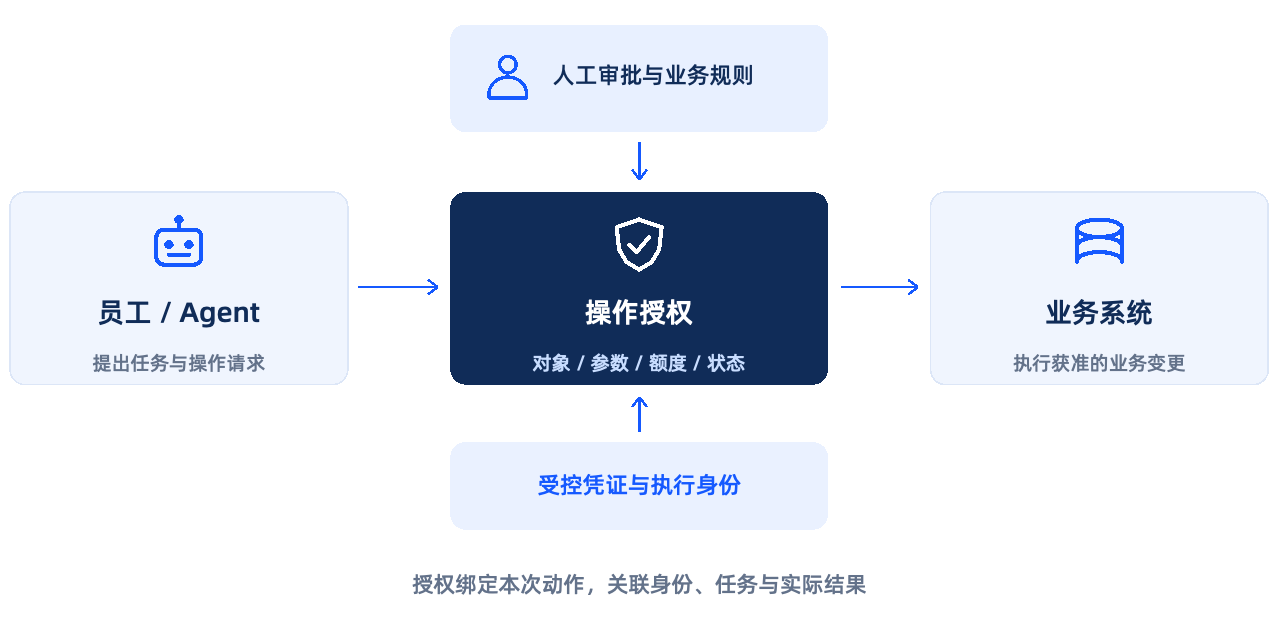 人工审批与业务规则
员工 / Agent
提出任务与操作请求
操作授权
对象 / 参数 / 额度 / 状态
业务系统
执行获准的业务变更
受控凭证与执行身份
授权绑定本次动作，关联身份、任务与实际结果